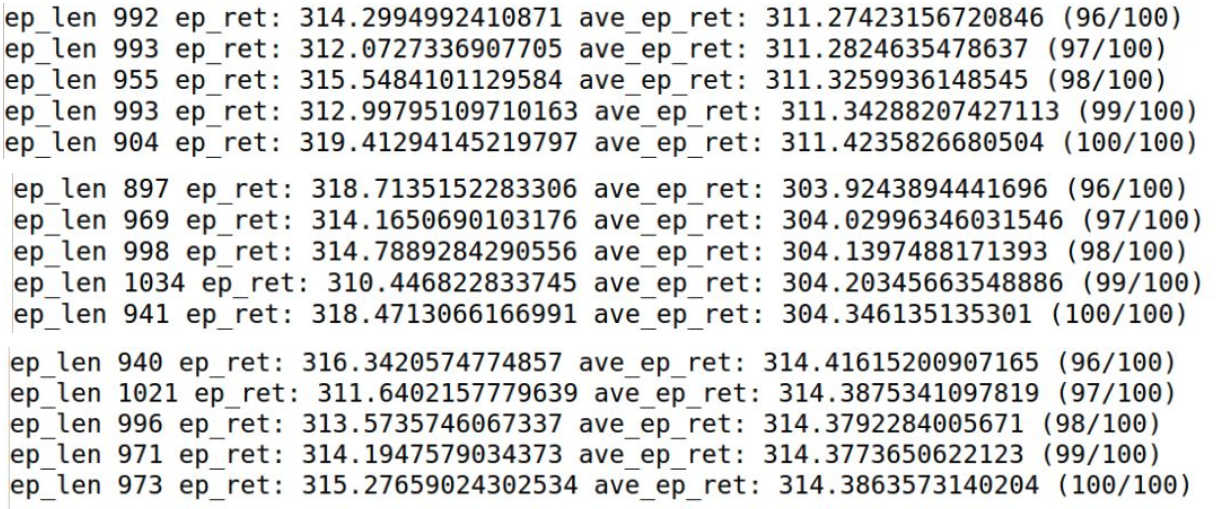 ep_len 992 ep_ret: 314.2994992410871 ave_ep_ret: 311.27423156720846 (96/100)
ep_len 993 ep_ret: 312.0727336907705 ave_ep_ret: 311.2824635478637 (97/100)
ep_len 955 ep_ret: 315.5484101129584 ave_ep_ret: 311.3259936148545 (98/100)
ep_len 993 ep_ret: 312.99795109710163 ave_ep_ret: 311.34288207427113 (99/100)
ep_len 904 ep_ret: 319.41294145219797 ave_ep_ret: 311.4235826680504 (100/100)
ep_len 897 ep_ret: 318.7135152283306 ave_ep_ret: 303.9243894441696 (96/100)
ep_len 969 ep_ret: 314.1650690103176 ave_ep_ret: 304.02996346031546 (97/100)
ep_len 998 ep_ret: 314.7889284290556 ave_ep_ret: 304.1397488171393 (98/100)
ep_len 1034 ep_ret: 310.446822833745 ave_ep_ret: 304.20345663548886 (99/100)
ep_len 941 ep_ret: 318.4713066166991 ave_ep_ret: 304.346135135301 (100/100)
ep_len 940 ep_ret: 316.3420574774857 ave_ep_ret: 314.41615200907165 (96/100)
ep_len 1021 ep_ret: 311.6402157779639 ave_ep_ret: 314.3875341097819 (97/100)
ep_len 996 ep_ret: 313.5735746067337 ave_ep_ret: 314.3792284005671 (98/100)
ep_len 971 ep_ret: 314.1947579034373 ave_ep_ret: 314.3773650622123 (99/100)
ep_len 973 ep_ret: 315.27659024302534 ave_ep_ret: 314.3863573140204 (100/100)